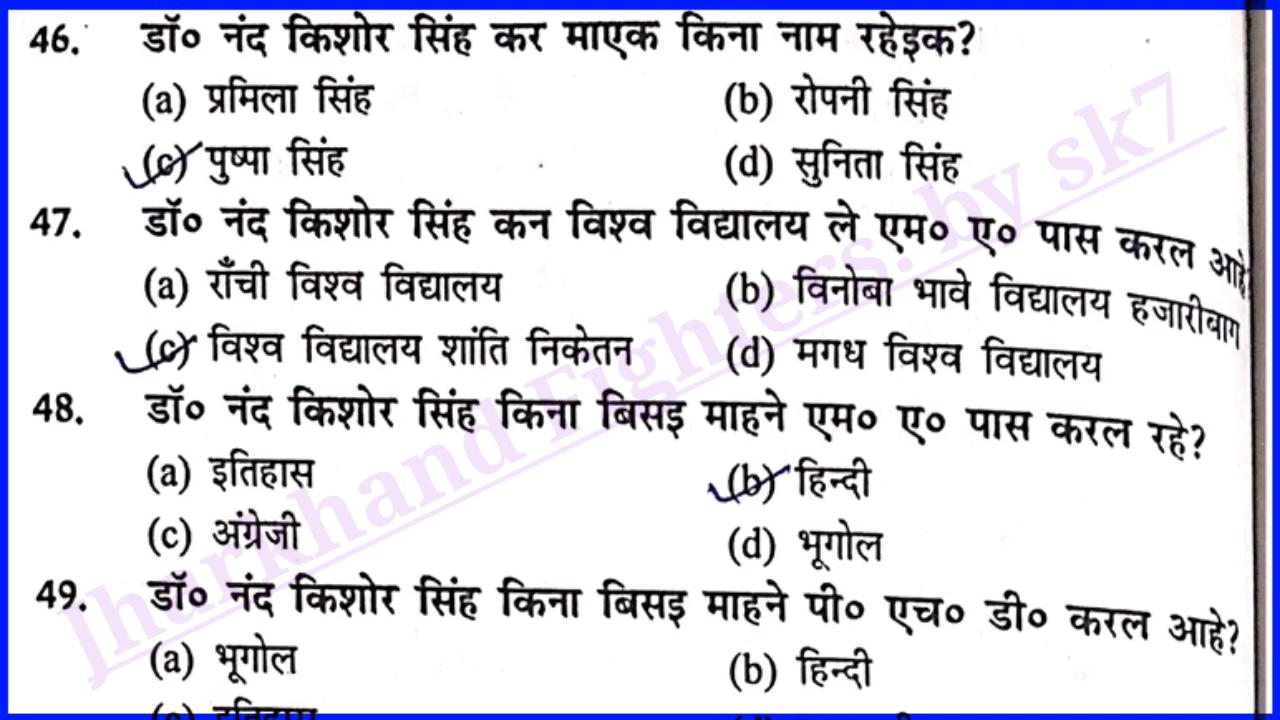 46. डॉ० नंद किशोर सिंह कर माएक किना नाम रहेइक?
(a) प्रमिला सिंह (b) रोपनी सिंह
(c) पुष्पा सिंह (d) सुनिता सिंह
47. डॉ० नंद किशोर सिंह कन विश्व विद्यालय ले एम० ए० पास करल आहे?
(a) राँची विश्व विद्यालय (b) विनोबा भावे विद्यालय हजारीबाग
(c) विश्व विद्यालय शांति निकेतन (d) मगध विश्व विद्यालय
48. डॉ० नंद किशोर सिंह किना बिसइ माहने एम० ए० पास करल रहे?
(a) इतिहास (b) हिन्दी
(c) अंग्रेजी (d) भूगोल
49. डॉ० नंद किशोर सिंह किना बिसइ माहने पी० एच० डी० करल आहे?
(a) भूगोल (b) हिन्दी
Jharkhand Fighters. by sk7